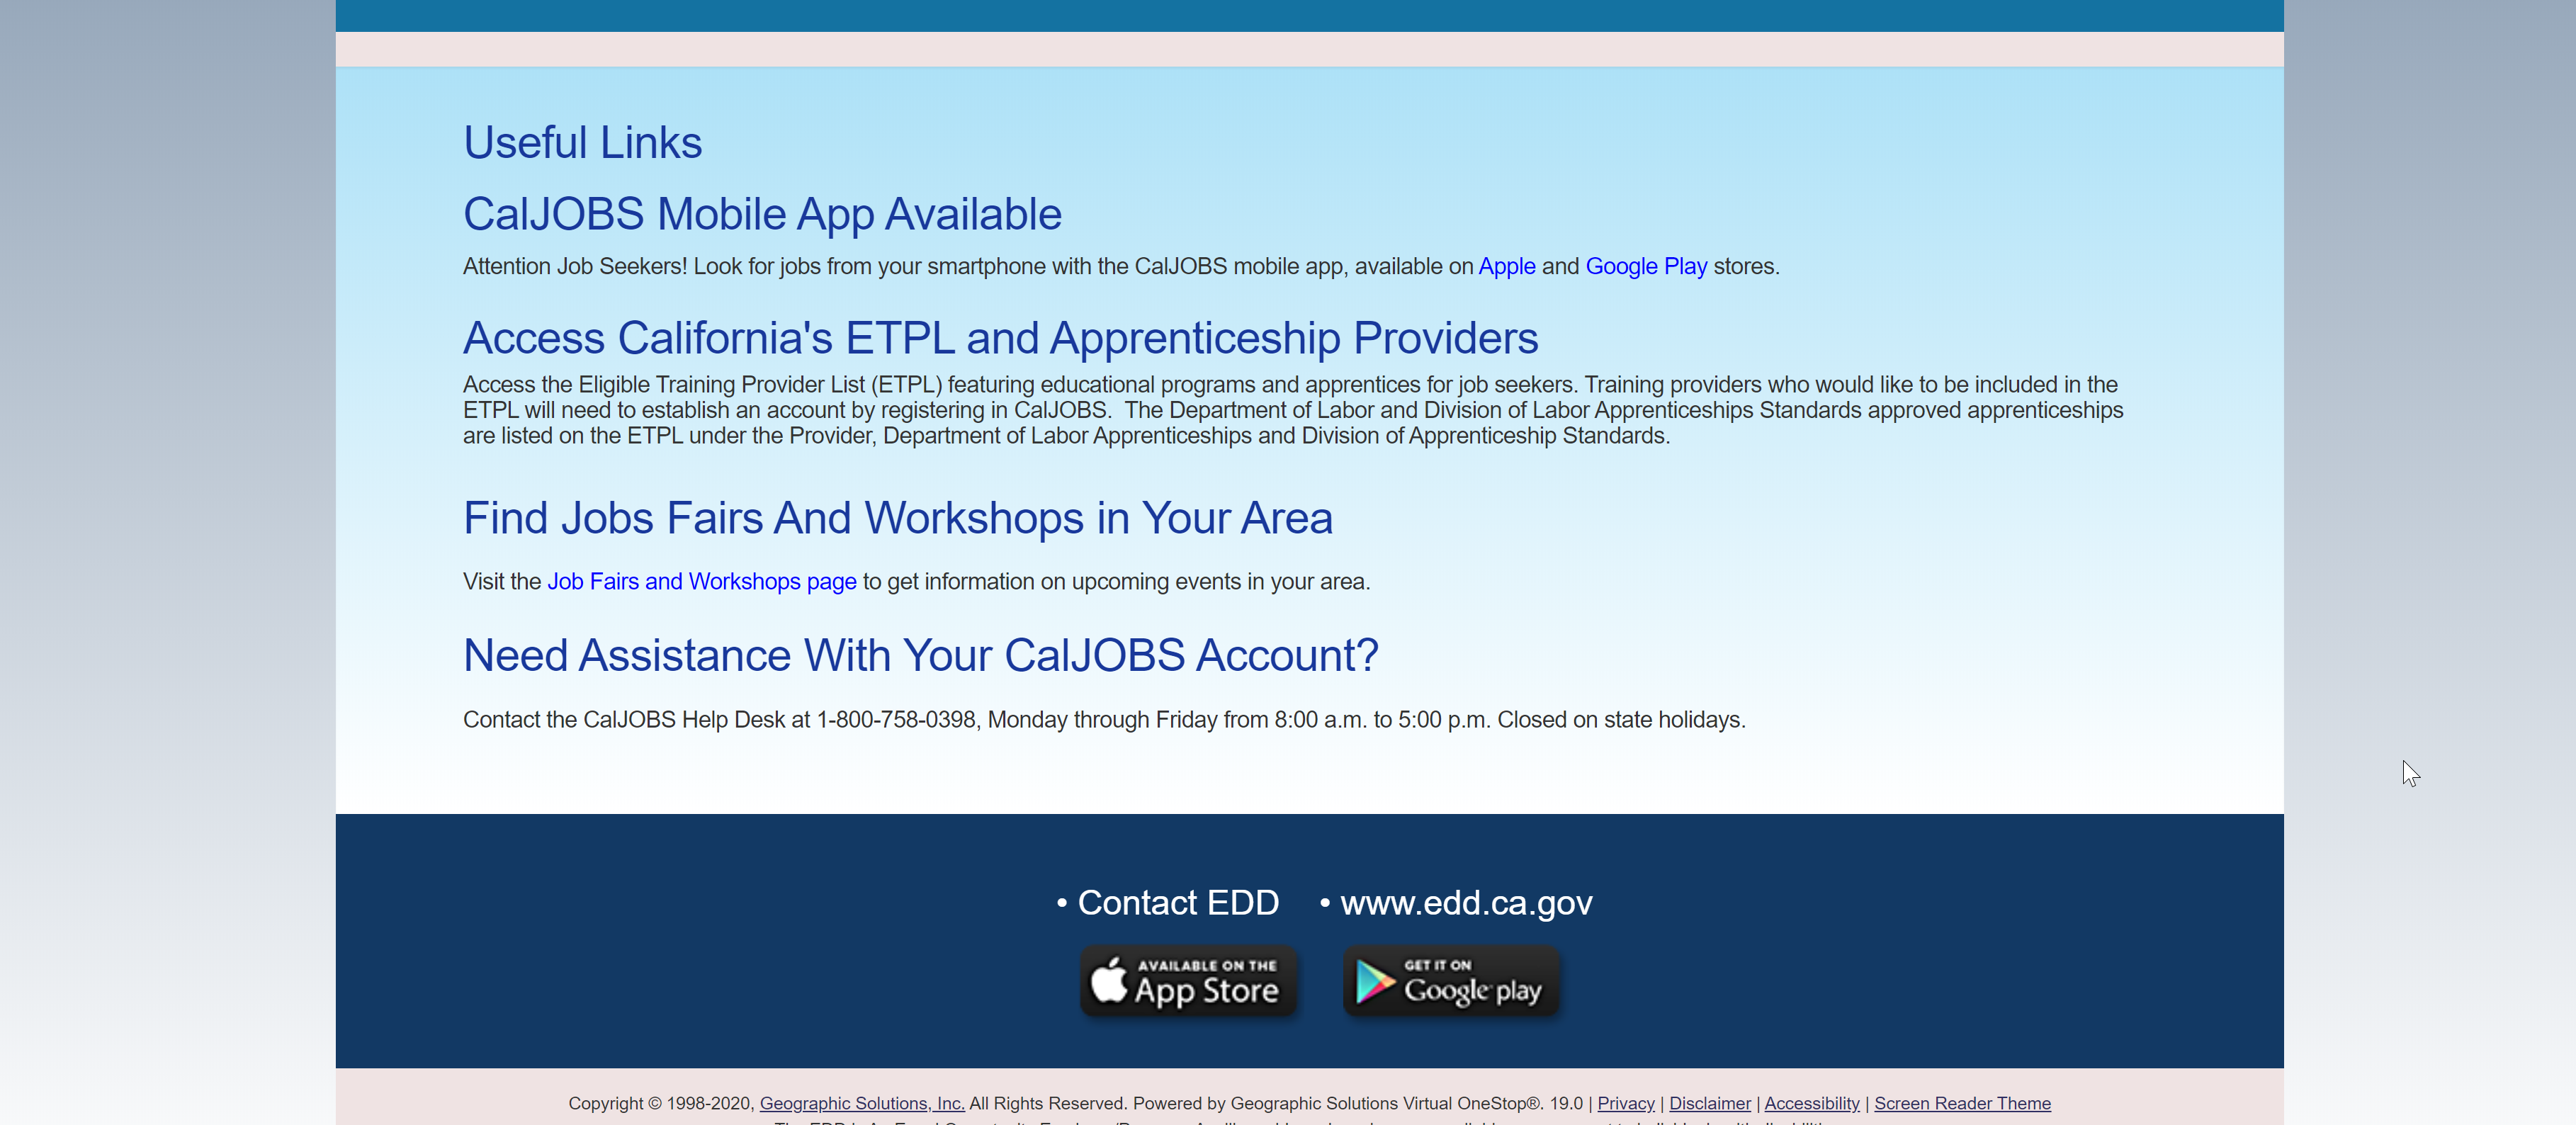 Useful Links
CalJOBS Mobile App Available
Attention Job Seekers! Look for jobs from your smartphone with the CalJOBS mobile app, available on Apple and Google Play stores.
Access California's ETPL and Apprenticeship Providers
Access the Eligible Training Provider List (ETPL) featuring educational programs and apprentices for job seekers. Training providers who would like to be included in the
ETPL will need to establish an account by registering in CalJOBS.  The Department of Labor and Division of Labor Apprenticeships Standards approved apprenticeships
are listed on the ETPL under the Provider, Department of Labor Apprenticeships and Division of Apprenticeship Standards.
Find Jobs Fairs And Workshops in Your Area
Visit the Job Fairs and Workshops page to get information on upcoming events in your area.
Need Assistance With Your CalJOBS Account?
Contact the CalJOBS Help Desk at 1-800-758-0398, Monday through Friday from 8:00 a.m. to 5:00 p.m. Closed on state holidays.
• Contact EDD • www.edd.ca.gov
AVAILABLE ON THE
App Store
GET IT ON
Google play
Copyright © 1998-2020, Geographic Solutions, Inc. All Rights Reserved. Powered by Geographic Solutions Virtual OneStop®. 19.0 | Privacy | Disclaimer | Accessibility | Screen Reader Theme